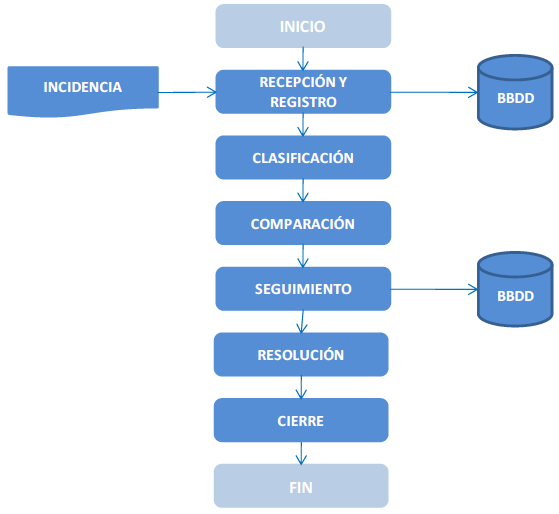 INICIO
INCIDENCIA
RECEPCIÓN Y
REGISTRO
BBDD
CLASIFICACIÓN
COMPARACIÓN
SEGUIMIENTO
BBDD
RESOLUCIÓN
CIERRE
FIN